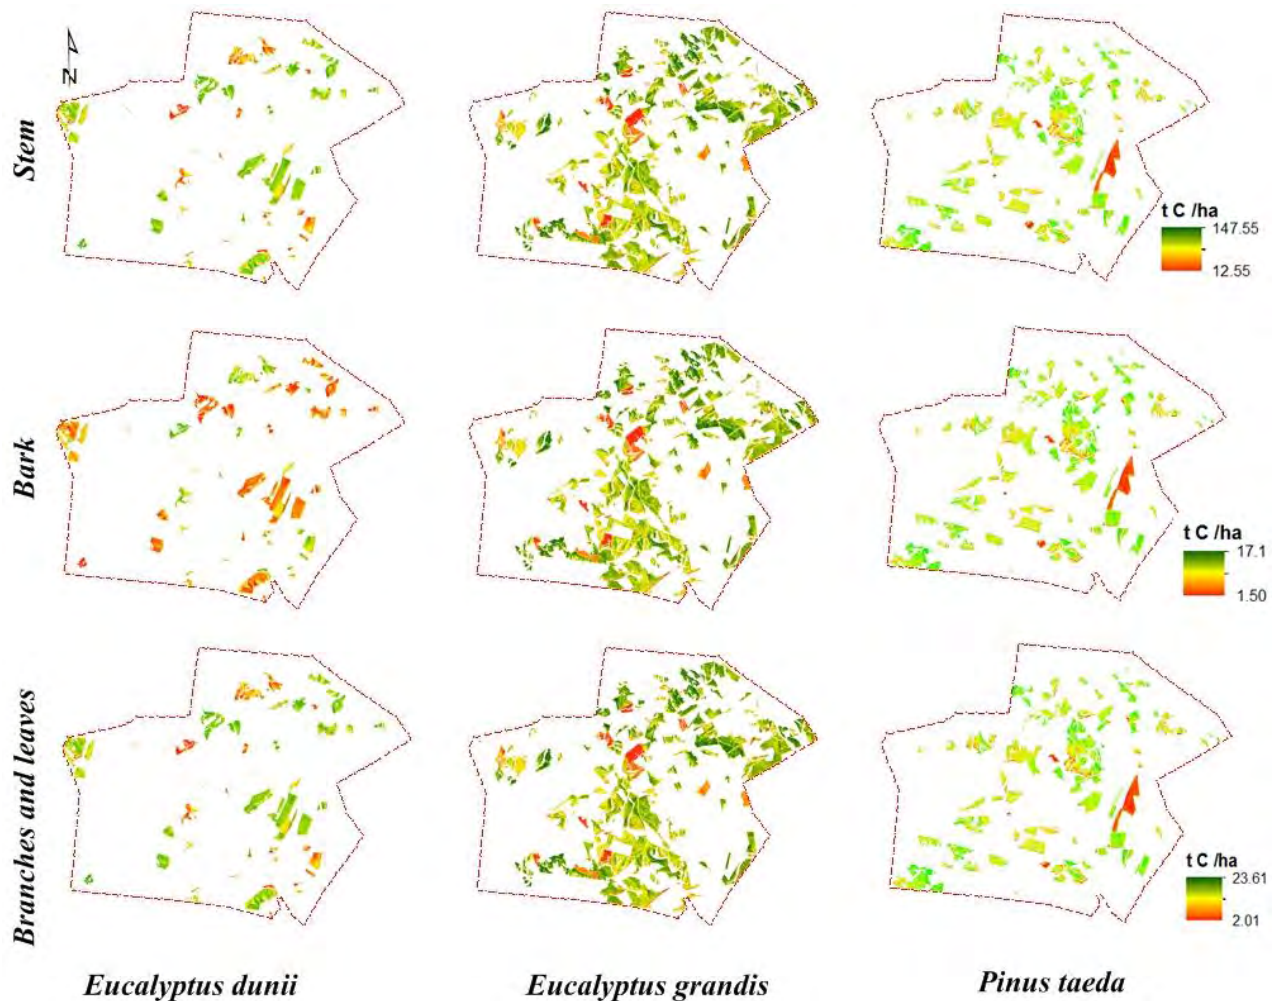 N
Stem
t C /ha
147.55
12.55
Bark
t C /ha
17.1
1.50
Branches and leaves
t C /ha
23.61
2.01
Eucalyptus dunii
Eucalyptus grandis
Pinus taeda